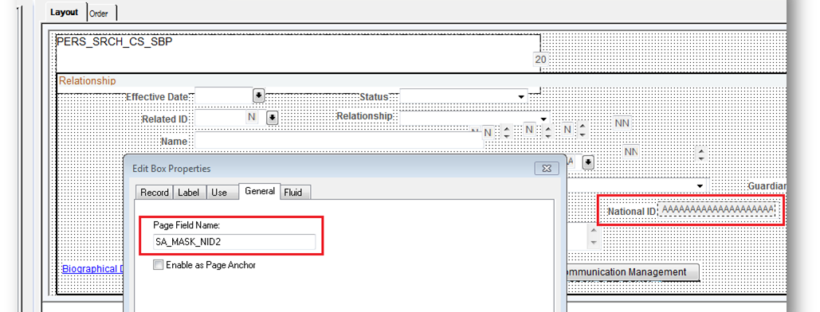 Layout Order
PERS_SRCH_CS_SBP
20
Relationship
Effective Date Status
Related ID N Relationship
N N N NN
Name
NN
A
Edit Box Properties
Record Label Use General Fluid
Guardian
Page Field Name:
National ID: AAAAAAAAAAAAAAAAAAAA
SA_MASK_NID2
Enable as Page Anchor
Biographical D
ommunication Management